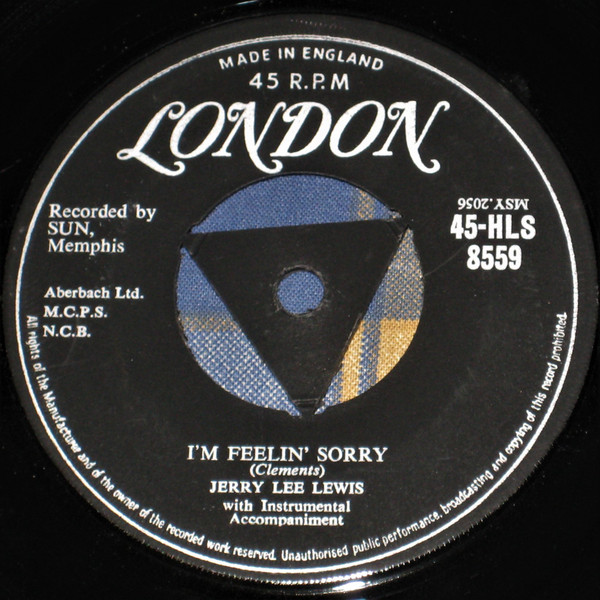 MADE IN ENGLAND
45 R.P.M
LONDON
Recorded by
SUN,
Memphis
MSY.2056
45-HLS
8559
Aberbach Ltd.
M.C.P.S.
N.C.B.
I'M FEELIN' SORRY
(Clements)
JERRY LEE LEWIS
with Instrumental
Accompaniment
All rights of the Manufacturer and of the owner of the recorded work reserved. Unauthorised public performance, broadcasting and copying of this record prohibited.